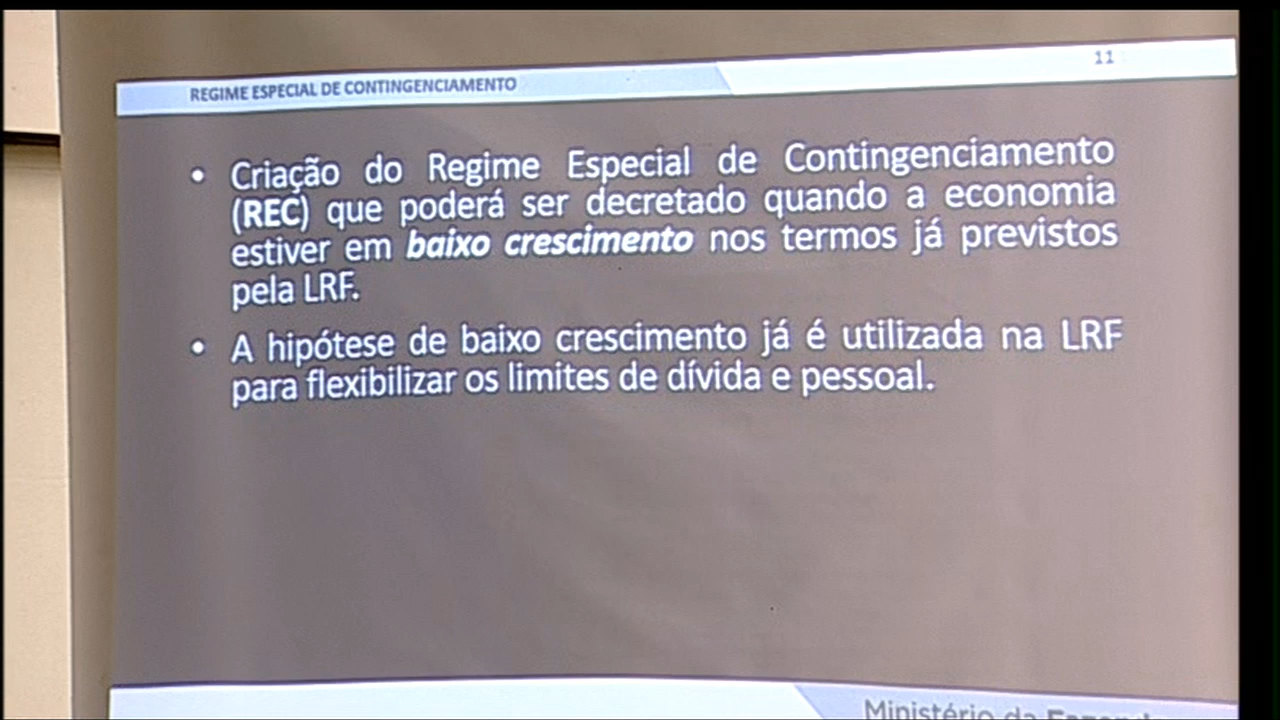 REGIME ESPECIAL DE CONTINGENCIAMENTO
11
• Criação do Regime Especial de Contingenciamento
(REC) que poderá ser decretado quando a economia
estiver em baixo crescimento nos termos já previstos
pela LRF.
• A hipótese de baixo crescimento já é utilizada na LRF
para flexibilizar os limites de dívida e pessoal.
Ministério da